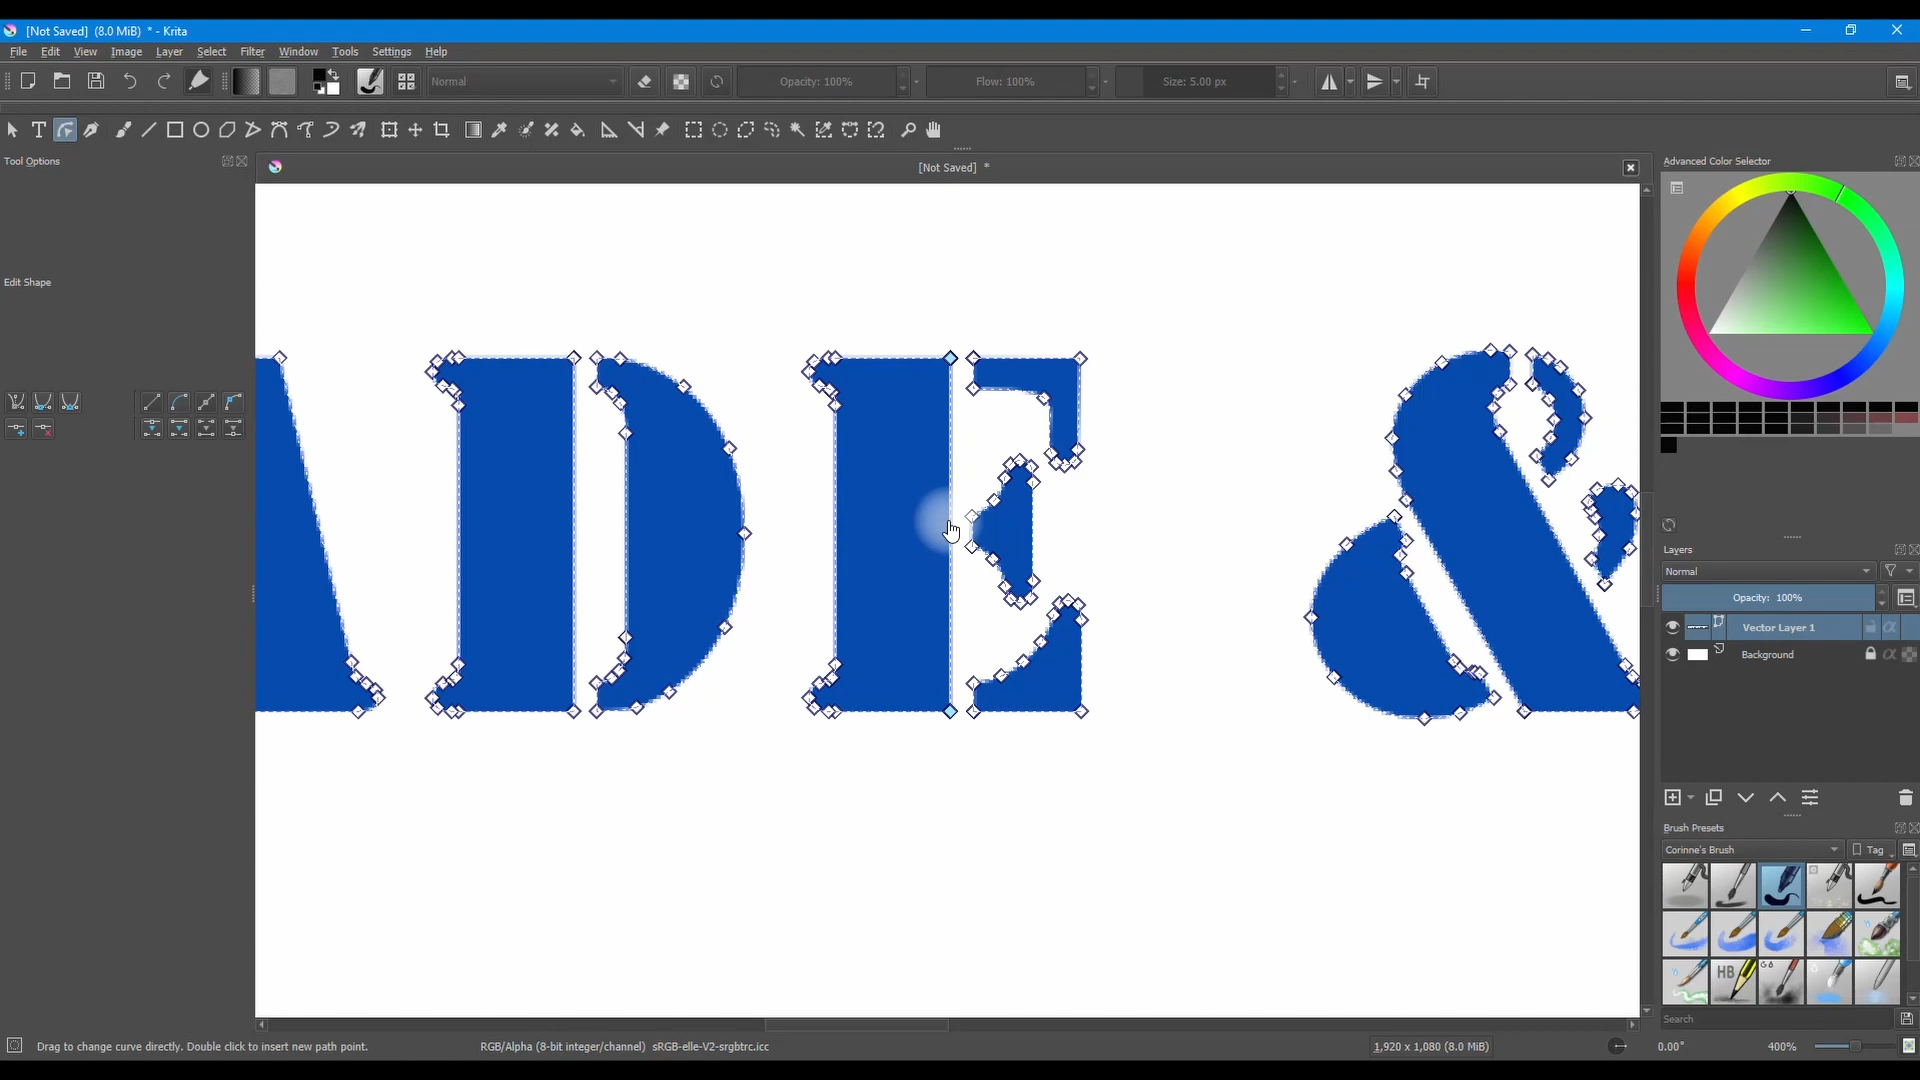 [Not Saved] (8.0 MiB) * - Krita
File Edit View Image Layer Select Filter Window Tools Settings Help
Normal Opacity: 100% Flow: 100% Size: 5.00 px
Tool Options
[Not Saved] *
Advanced Color Selector
Edit Shape
ADE &
Layers
Normal
Opacity: 100%
Vector Layer 1
Background
Brush Presets
Corinne's Brush Tag
HB
Search
Drag to change curve directly. Double click to insert new path point. RGB/Alpha (8-bit integer/channel) sRGB-elle-V2-srgbtrc.icc 1,920 x 1,080 (8.0 MiB) 0.00° 400%